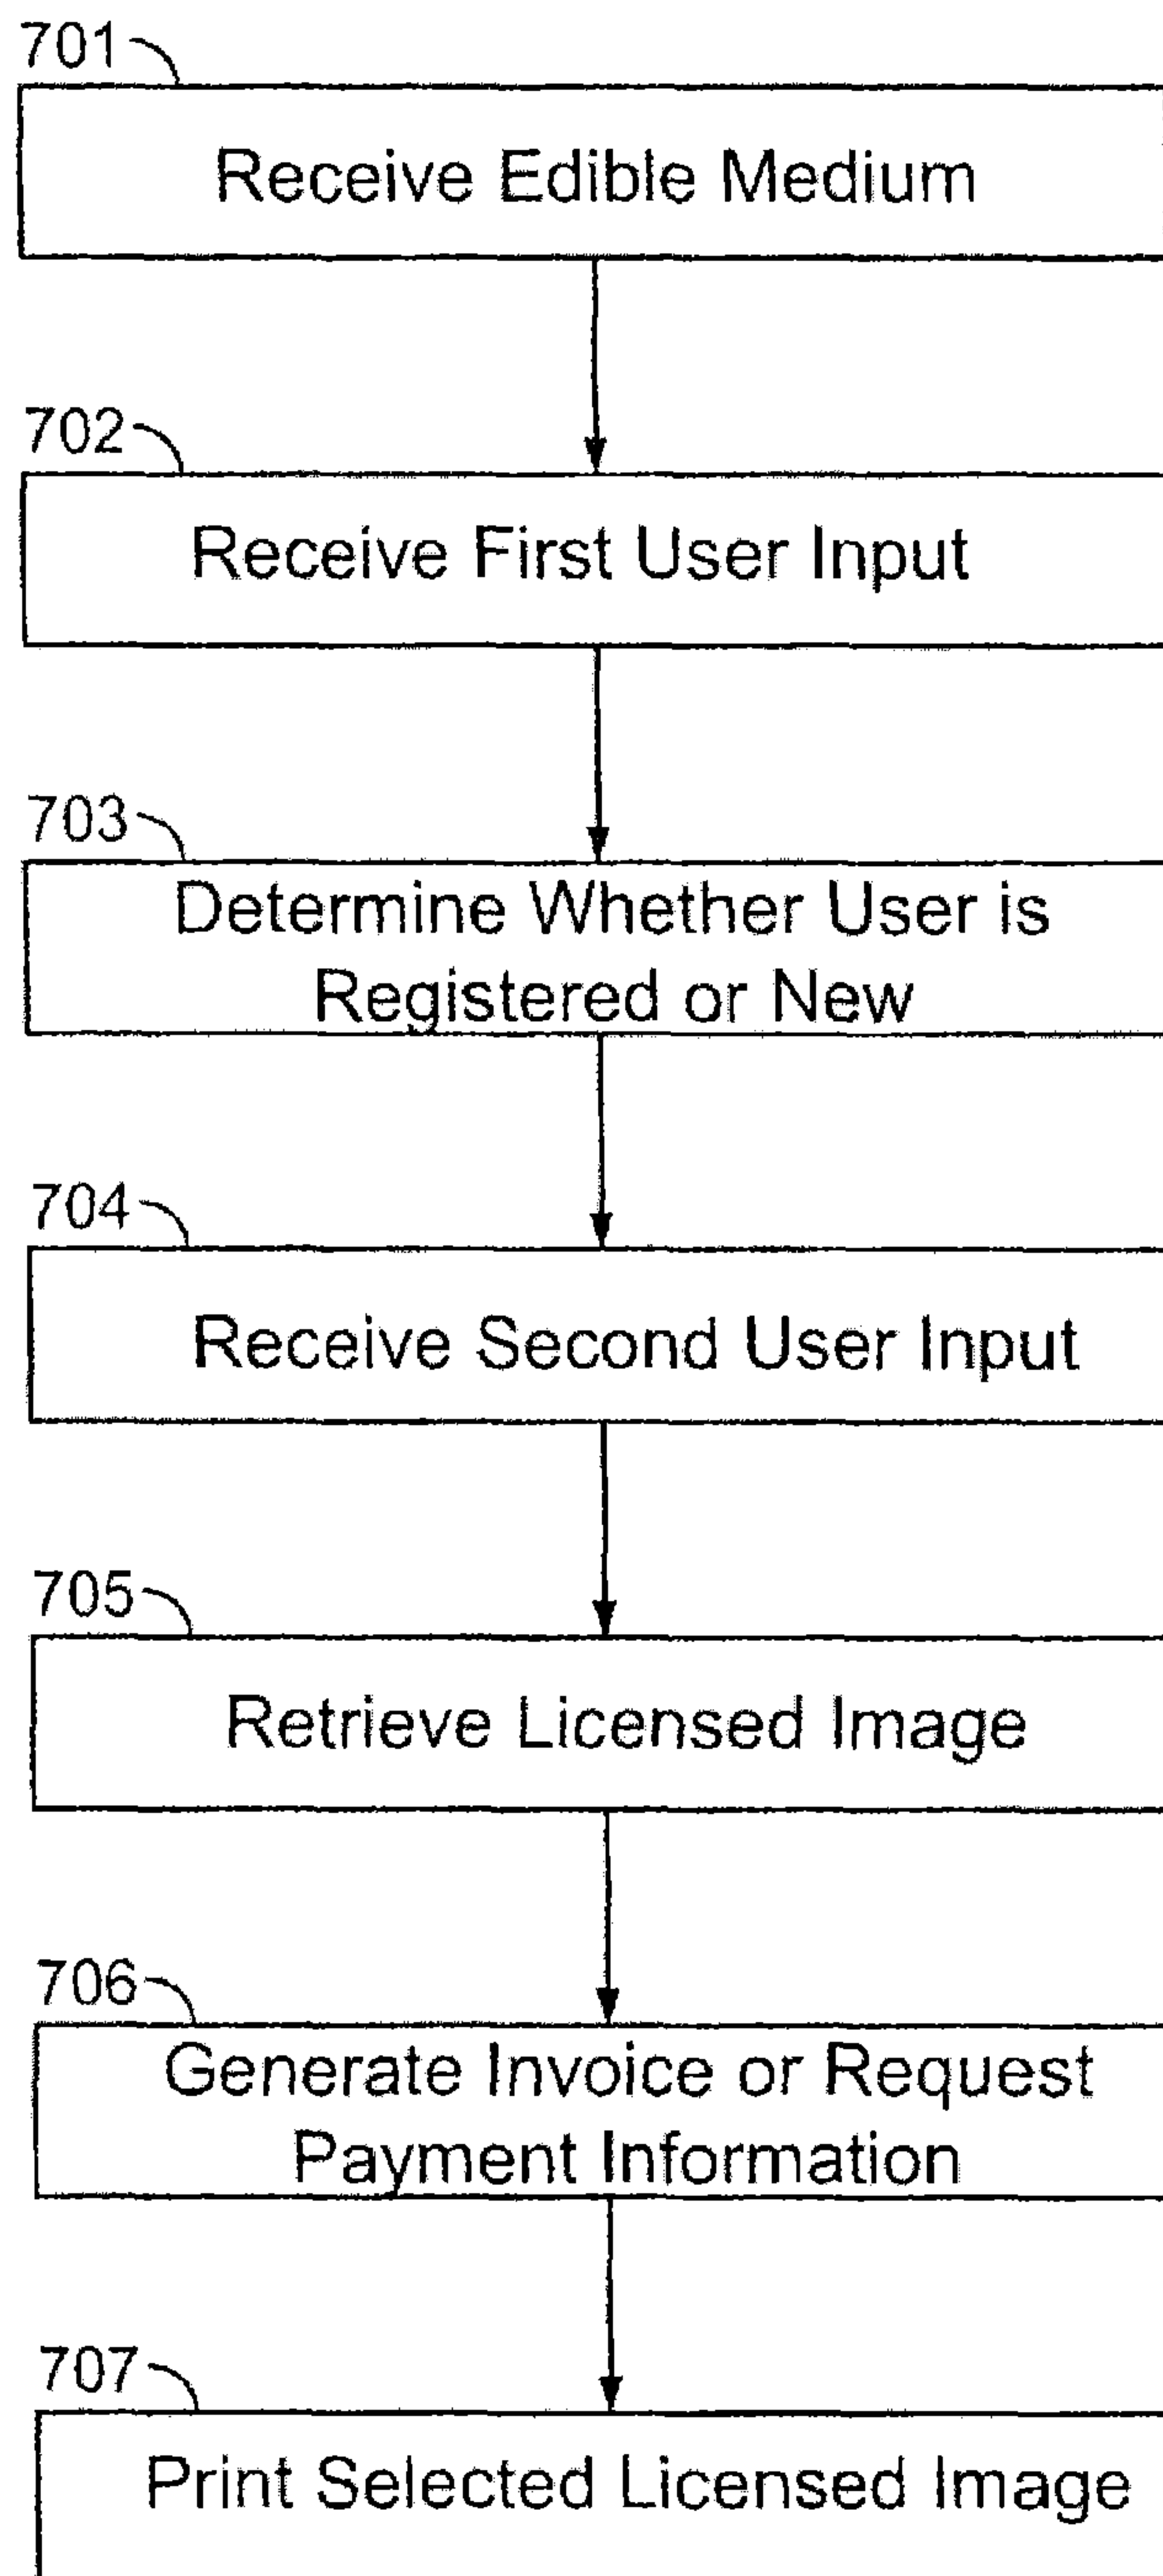 701
Receive Edible Medium
702
Receive First User Input
703
Determine Whether User is
Registered or New
704
Receive Second User Input
705
Retrieve Licensed Image
706
Generate Invoice or Request
Payment Information
707
Print Selected Licensed Image